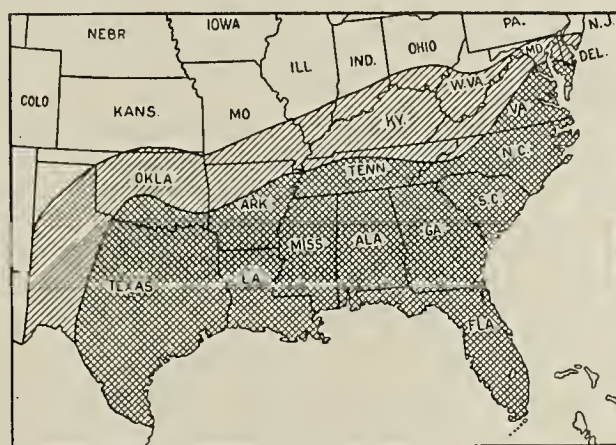 NEBR
IOWA
PA.
N.J.
ILL
IND.
OHIO
MD
DEL.
W.VA.
COLO
KANS.
MO
KY.
VA.
OKLA
ARK.
TENN.
N.C.
S.C.
TEXAS
LA.
MISS.
ALA
GA.
FLA